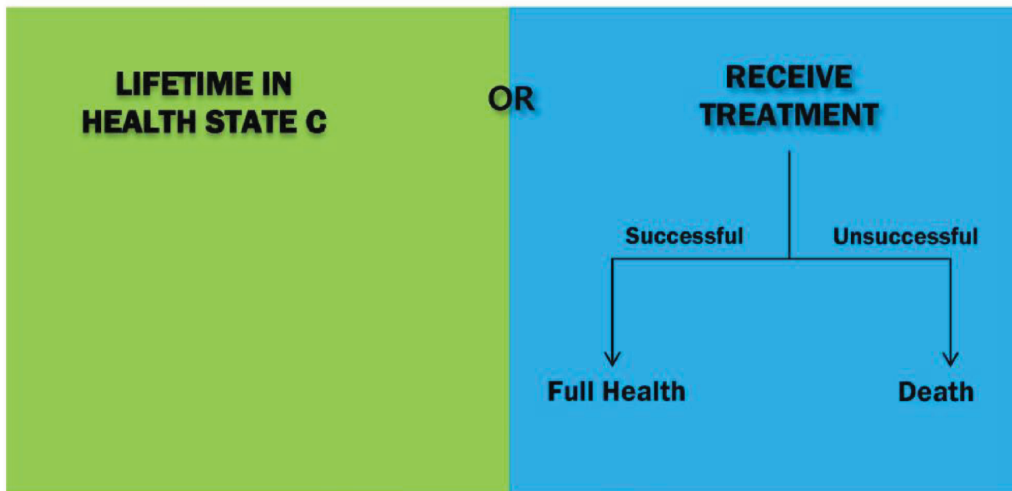 LIFETIME IN
HEALTH STATE C
OR
RECEIVE
TREATMENT
Successful
Unsuccessful
Full Health
Death